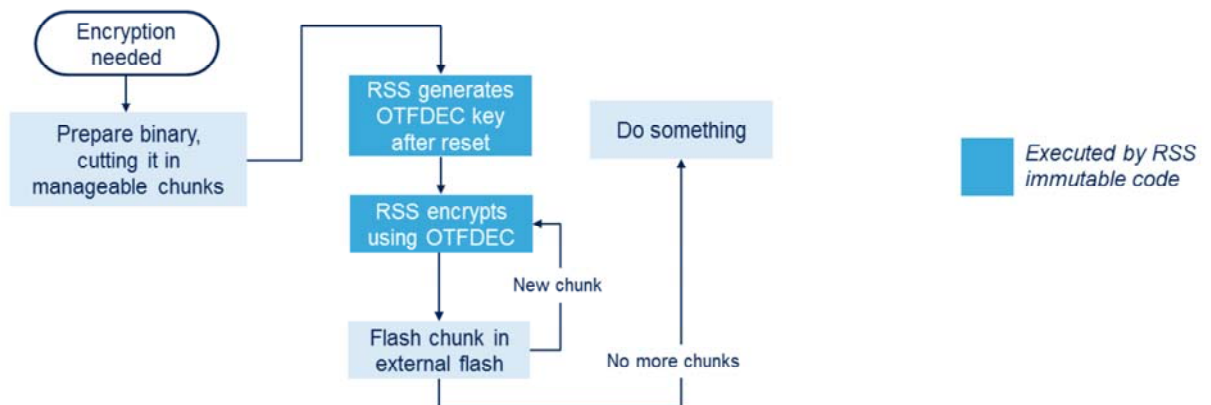 Encryption
needed
Prepare binary,
cutting it in
manageable chunks
RSS generates
OTFDEC key
after reset
RSS encrypts
using OTFDEC
New chunk
Flash chunk in
external flash
No more chunks
Do something
Executed by RSS
immutable code